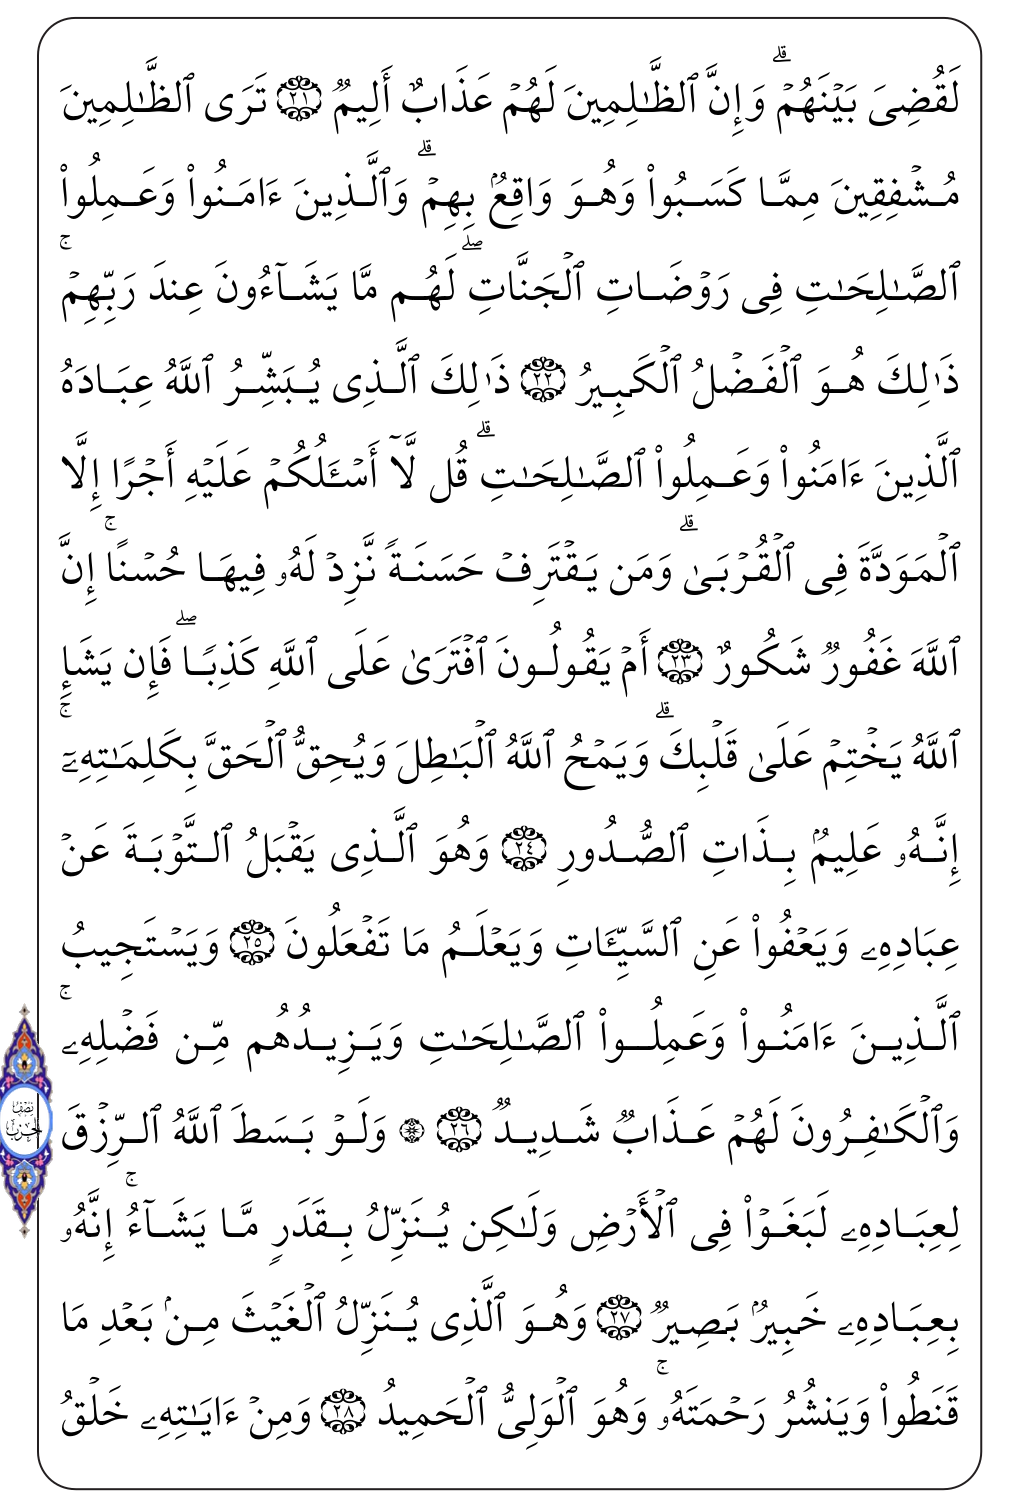 لَقُضِىَ بَيْنَهُمْ ۗ وَإِنَّ ٱلظَّـٰلِمِينَ لَهُمْ عَذَابٌ أَلِيمٌ ٢١ تَرَى ٱلظَّـٰلِمِينَ
مُشْفِقِينَ مِمَّا كَسَبُوا۟ وَهُوَ وَاقِعٌۢ بِهِمْ ۗ وَٱلَّذِينَ ءَامَنُوا۟ وَعَمِلُوا۟
ٱلصَّـٰلِحَـٰتِ فِى رَوْضَاتِ ٱلْجَنَّاتِ ۖ لَهُم مَّا يَشَآءُونَ عِندَ رَبِّهِمْ ۚ
ذَٰلِكَ هُوَ ٱلْفَضْلُ ٱلْكَبِيرُ ٢٢ ذَٰلِكَ ٱلَّذِى يُبَشِّرُ ٱللَّهُ عِبَادَهُ
ٱلَّذِينَ ءَامَنُوا۟ وَعَمِلُوا۟ ٱلصَّـٰلِحَـٰتِ ۗ قُل لَّآ أَسْـَٔلُكُمْ عَلَيْهِ أَجْرًا إِلَّا
ٱلْمَوَدَّةَ فِى ٱلْقُرْبَىٰ ۗ وَمَن يَقْتَرِفْ حَسَنَةً نَّزِدْ لَهُۥ فِيهَا حُسْنًا ۚ إِنَّ
ٱللَّهَ غَفُورٌ شَكُورٌ ٢٣ أَمْ يَقُولُونَ ٱفْتَرَىٰ عَلَى ٱللَّهِ كَذِبًا ۖ فَإِن يَشَإِ
ٱللَّهُ يَخْتِمْ عَلَىٰ قَلْبِكَ ۗ وَيَمْحُ ٱللَّهُ ٱلْبَـٰطِلَ وَيُحِقُّ ٱلْحَقَّ بِكَلِمَـٰتِهِۦٓ ۚ
إِنَّهُۥ عَلِيمٌۢ بِذَاتِ ٱلصُّدُورِ ٢٤ وَهُوَ ٱلَّذِى يَقْبَلُ ٱلتَّوْبَةَ عَنْ
عِبَادِهِۦ وَيَعْفُوا۟ عَنِ ٱلسَّيِّـَٔاتِ وَيَعْلَمُ مَا تَفْعَلُونَ ٢٥ وَيَسْتَجِيبُ
ٱلَّذِينَ ءَامَنُوا۟ وَعَمِلُوا۟ ٱلصَّـٰلِحَـٰتِ وَيَزِيدُهُم مِّن فَضْلِهِۦ ۚ
وَٱلْكَـٰفِرُونَ لَهُمْ عَذَابٌ شَدِيدٌ ٢٦ ۞ وَلَوْ بَسَطَ ٱللَّهُ ٱلرِّزْقَ
نِصْفُ
الحِزْبِ
لِعِبَادِهِۦ لَبَغَوْا۟ فِى ٱلْأَرْضِ وَلَـٰكِن يُنَزِّلُ بِقَدَرٍ مَّا يَشَآءُ ۚ إِنَّهُۥ
بِعِبَادِهِۦ خَبِيرٌۢ بَصِيرٌ ٢٧ وَهُوَ ٱلَّذِى يُنَزِّلُ ٱلْغَيْثَ مِنۢ بَعْدِ مَا
قَنَطُوا۟ وَيَنشُرُ رَحْمَتَهُۥ ۚ وَهُوَ ٱلْوَلِىُّ ٱلْحَمِيدُ ٢٨ وَمِنْ ءَايَـٰتِهِۦ خَلْقُ